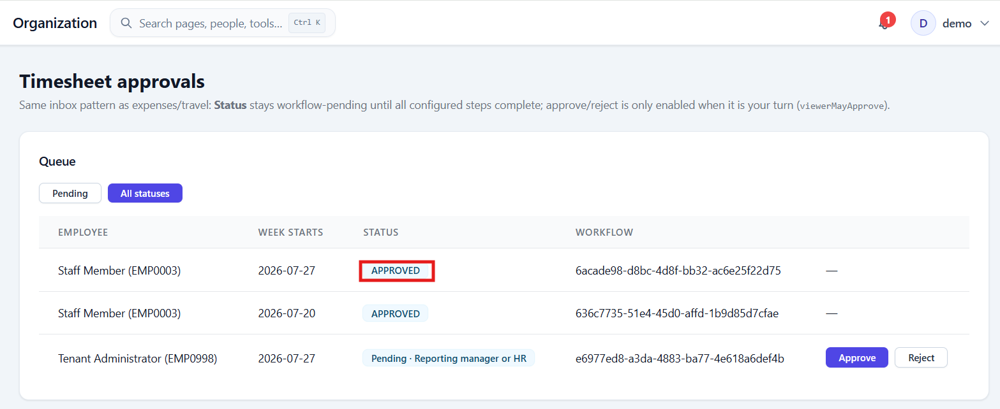 Organization
Search pages, people, tools...
Ctrl K
1
D
demo
Timesheet approvals
Same inbox pattern as expenses/travel: Status stays workflow-pending until all configured steps complete; approve/reject is only enabled when it is your turn (viewerMayApprove).
Queue
Pending All statuses
EMPLOYEE WEEK STARTS STATUS WORKFLOW
Staff Member (EMP0003) 2026-07-27 APPROVED 6acade98-d8bc-4d8f-bb32-ac6e25f22d75 —
Staff Member (EMP0003) 2026-07-20 APPROVED 636c7735-51e4-45d0-affd-1b9d85d7cfae —
Tenant Administrator (EMP0998) 2026-07-27 Pending · Reporting manager or HR e6977ed8-a3da-4883-ba77-4e618a6def4b Approve Reject